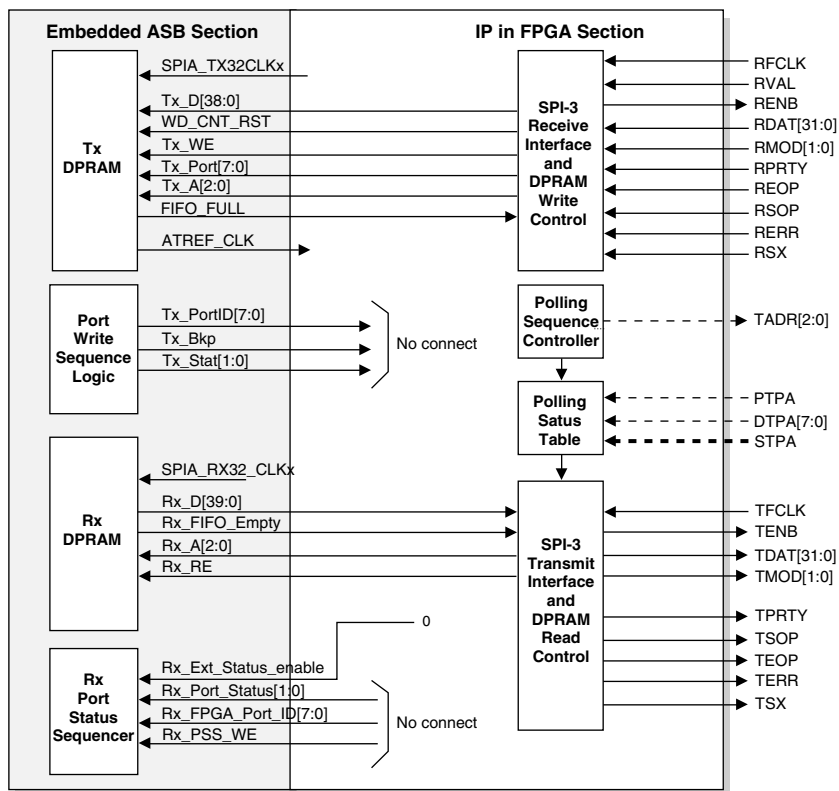 Embedded ASB Section
IP in FPGA Section
SPIA_TX32CLKx
Tx_D[38:0]
WD_CNT_RST
Tx_WE
Tx_Port[7:0]
Tx_A[2:0]
FIFO_FULL
ATREF_CLK
Tx
DPRAM
SPI-3
Receive
Interface
and
DPRAM
Write
Control
RFCLK
RVAL
RENB
RDAT[31:0]
RMOD[1:0]
RPRTY
REOP
RSOP
RERR
RSX
Port
Write
Sequence
Logic
Tx_PortID[7:0]
Tx_Bkp
Tx_Stat[1:0]
No connect
Polling
Sequence
Controller
TADR[2:0]
Polling
Satus
Table
PTPA
DTPA[7:0]
STPA
Rx
DPRAM
SPIA_RX32_CLKx
Rx_D[39:0]
Rx_FIFO_Empty
Rx_A[2:0]
Rx_RE
SPI-3
Transmit
Interface
and
DPRAM
Read
Control
TFCLK
TENB
TDAT[31:0]
TMOD[1:0]
TPRTY
TSOP
TEOP
TERR
TSX
0
Rx
Port
Status
Sequencer
Rx_Ext_Status_enable
Rx_Port_Status[1:0]
Rx_FPGA_Port_ID[7:0]
Rx_PSS_WE
No connect